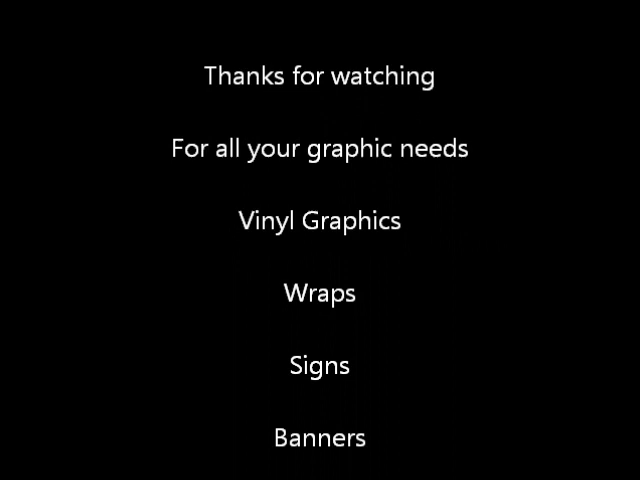 Thanks for watching
For all your graphic needs
Vinyl Graphics
Wraps
Signs
Banners